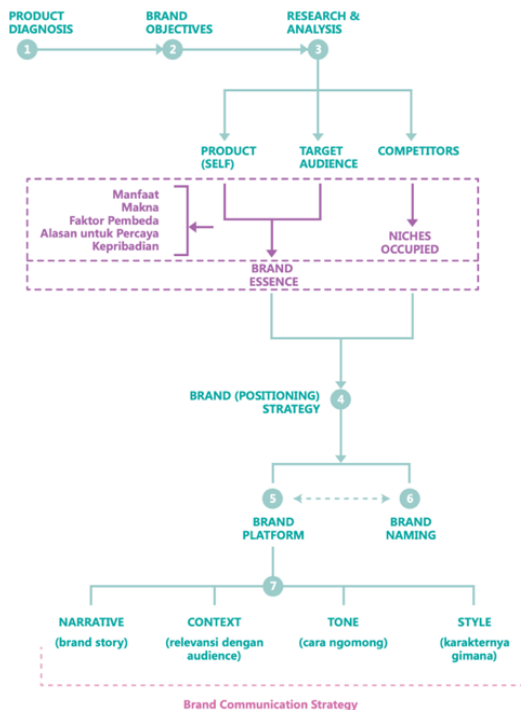 PRODUCT
DIAGNOSIS
BRAND
OBJECTIVES
RESEARCH &
ANALYSIS
1
2
3
PRODUCT
(SELF)
TARGET
AUDIENCE
COMPETITORS
Manfaat
Makna
Faktor Pembeda
Alasan untuk Percaya
Kepribadian
NICHES
OCCUPIED
BRAND
ESSENCE
BRAND (POSITIONING)
STRATEGY
4
5
6
BRAND
PLATFORM
BRAND
NAMING
7
NARRATIVE
(brand story)
CONTEXT
(relevansi dengan
audience)
TONE
(cara ngomong)
STYLE
(karakternya
gimana)
Brand Communication Strategy